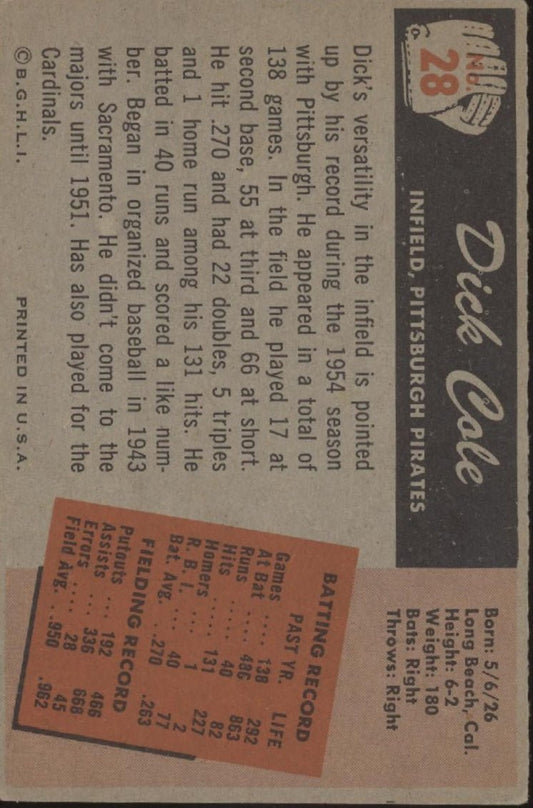 No.
28
Dick Cole
INFIELD, PITTSBURGH PIRATES
Born: 5/6/26
Long Beach, Cal.
Height: 6-2
Weight: 180
Bats: Right
Throws: Right
Dick's versatility in the infield is pointed
up by his record during the 1954 season
with Pittsburgh. He appeared in a total of
138 games. In the field he played 17 at
second base, 55 at third and 66 at short.
He hit .270 and had 22 doubles, 5 triples
and 1 home run among his 131 hits. He
batted in 40 runs and scored a like num-
ber. Began in organized baseball in 1943
with Sacramento. He didn't come to the
majors until 1951. Has also played for the
Cardinals.
BATTING RECORD
PAST YR. LIFE
Games .... 138 292
At Bat .... 486 863
Runs ..... 40 82
Hits ..... 131 227
Homers .... 1 2
R. B. I. ... 40 77
Bat. Avg. .. .270 .263
FIELDING RECORD
Putouts ... 192 466
Assists ... 336 668
Errors .... 28 45
Field Avg. . .950 .962
© B.G.H.L.I. PRINTED IN U.S.A.